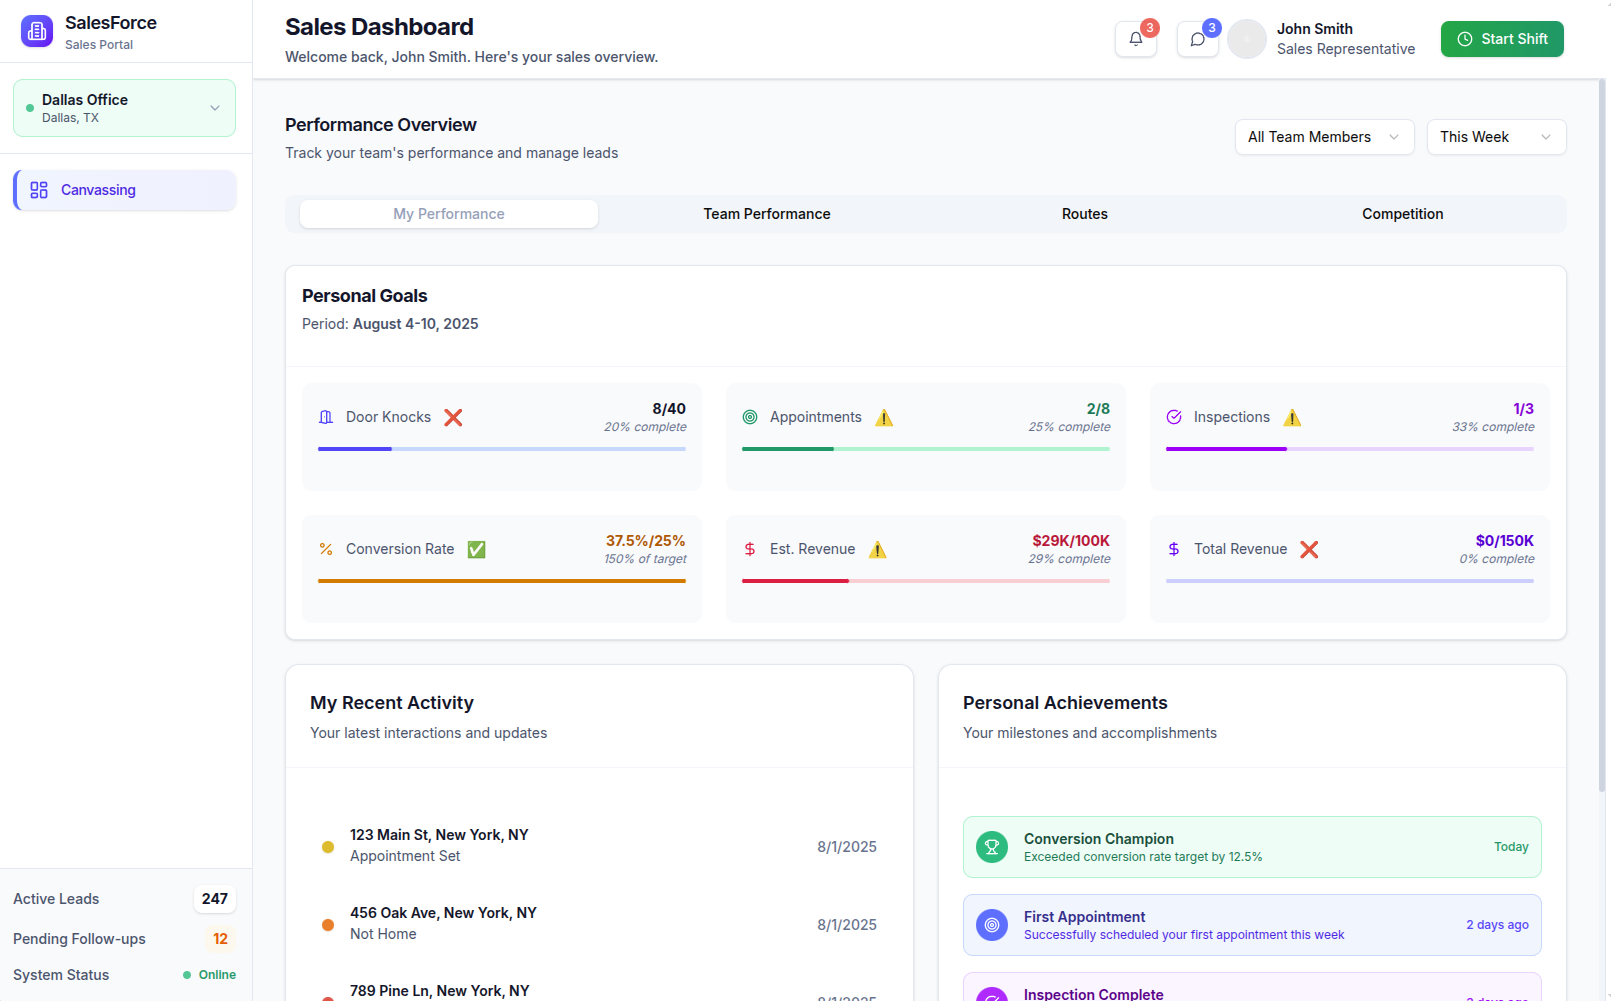 SalesForce
Sales Portal
Dallas Office
Dallas, TX
Canvassing
Active Leads 247
Pending Follow-ups 12
System Status Online
Sales Dashboard
Welcome back, John Smith. Here's your sales overview.
3
3
John Smith
Sales Representative
Start Shift
Performance Overview
Track your team's performance and manage leads
All Team Members
This Week
My Performance Team Performance Routes Competition
Personal Goals
Period: August 4-10, 2025
Door Knocks 8/40
20% complete
Appointments 2/8
25% complete
Inspections 1/3
33% complete
Conversion Rate 37.5%/25%
150% of target
Est. Revenue $29K/100K
29% complete
Total Revenue $0/150K
0% complete
My Recent Activity
Your latest interactions and updates
123 Main St, New York, NY
Appointment Set
8/1/2025
456 Oak Ave, New York, NY
Not Home
8/1/2025
789 Pine Ln, New York, NY
8/1/2025
Personal Achievements
Your milestones and accomplishments
Conversion Champion
Exceeded conversion rate target by 12.5%
Today
First Appointment
Successfully scheduled your first appointment this week
2 days ago
Inspection Complete
2 days ago